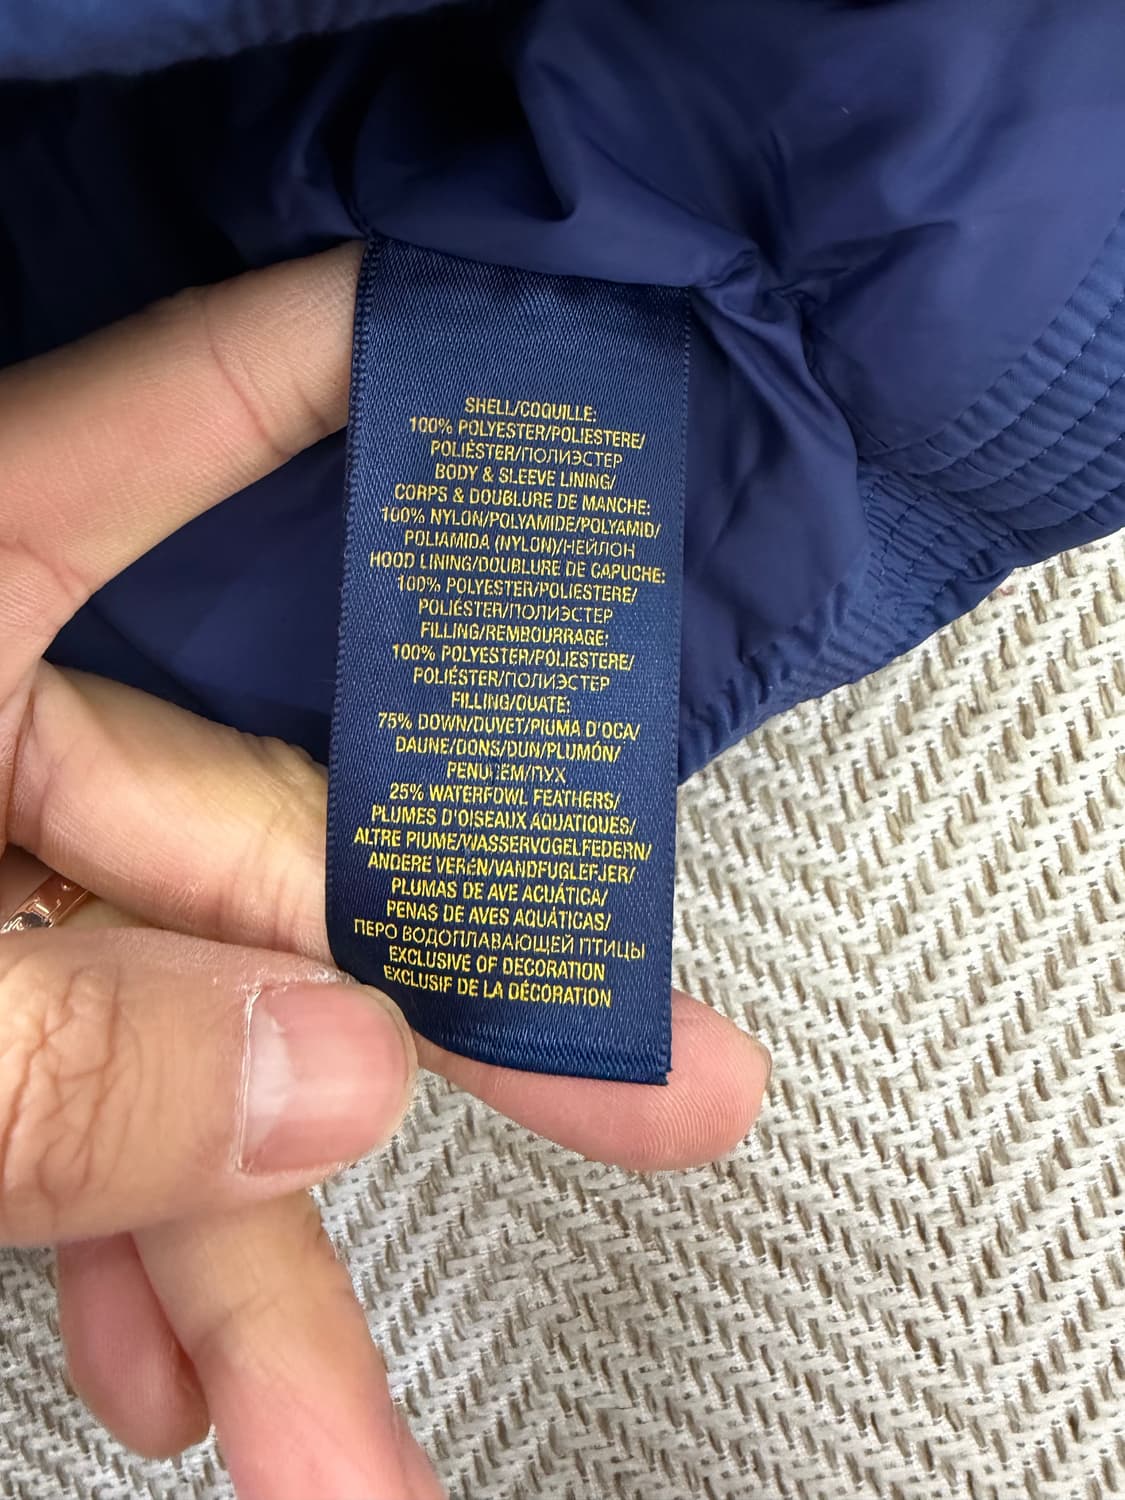 SHELL/COQUILLE:
100% POLYESTER/POLIESTERE/
POLIÉSTER/ПОЛИЭСТЕР
BODY & SLEEVE LINING/
CORPS & DOUBLURE DE MANCHE:
100% NYLON/POLYAMIDE/POLYAMID/
POLIAMIDA (NYLON)/НЕЙЛОН
HOOD LINING/DOUBLURE DE CAPUCHE:
100% POLYESTER/POLIESTERE/
POLIÉSTER/ПОЛИЭСТЕР
FILLING/REMBOURRAGE:
100% POLYESTER/POLIESTERE/
POLIÉSTER/ПОЛИЭСТЕР
FILLING/OUATE:
75% DOWN/DUVET/PIUMA D'OCA/
DAUNE/DONS/DUN/PLUMÓN/
/ПУХ
25% WATERFOWL FEATHERS/
PLUMES D'OISEAUX AQUATIQUES/
ALTRE PIUME/WASSERVOGELFEDERN/
ANDERE VEREN/VANDFUGLEFJER/
PLUMAS DE AVE ACUÁTICA/
PENAS DE AVES AQUÁTICAS/
ПЕРО ВОДОПЛАВАЮЩЕЙ ПТИЦЫ
EXCLUSIVE OF DECORATION
EXCLUSIF DE LA DÉCORATION